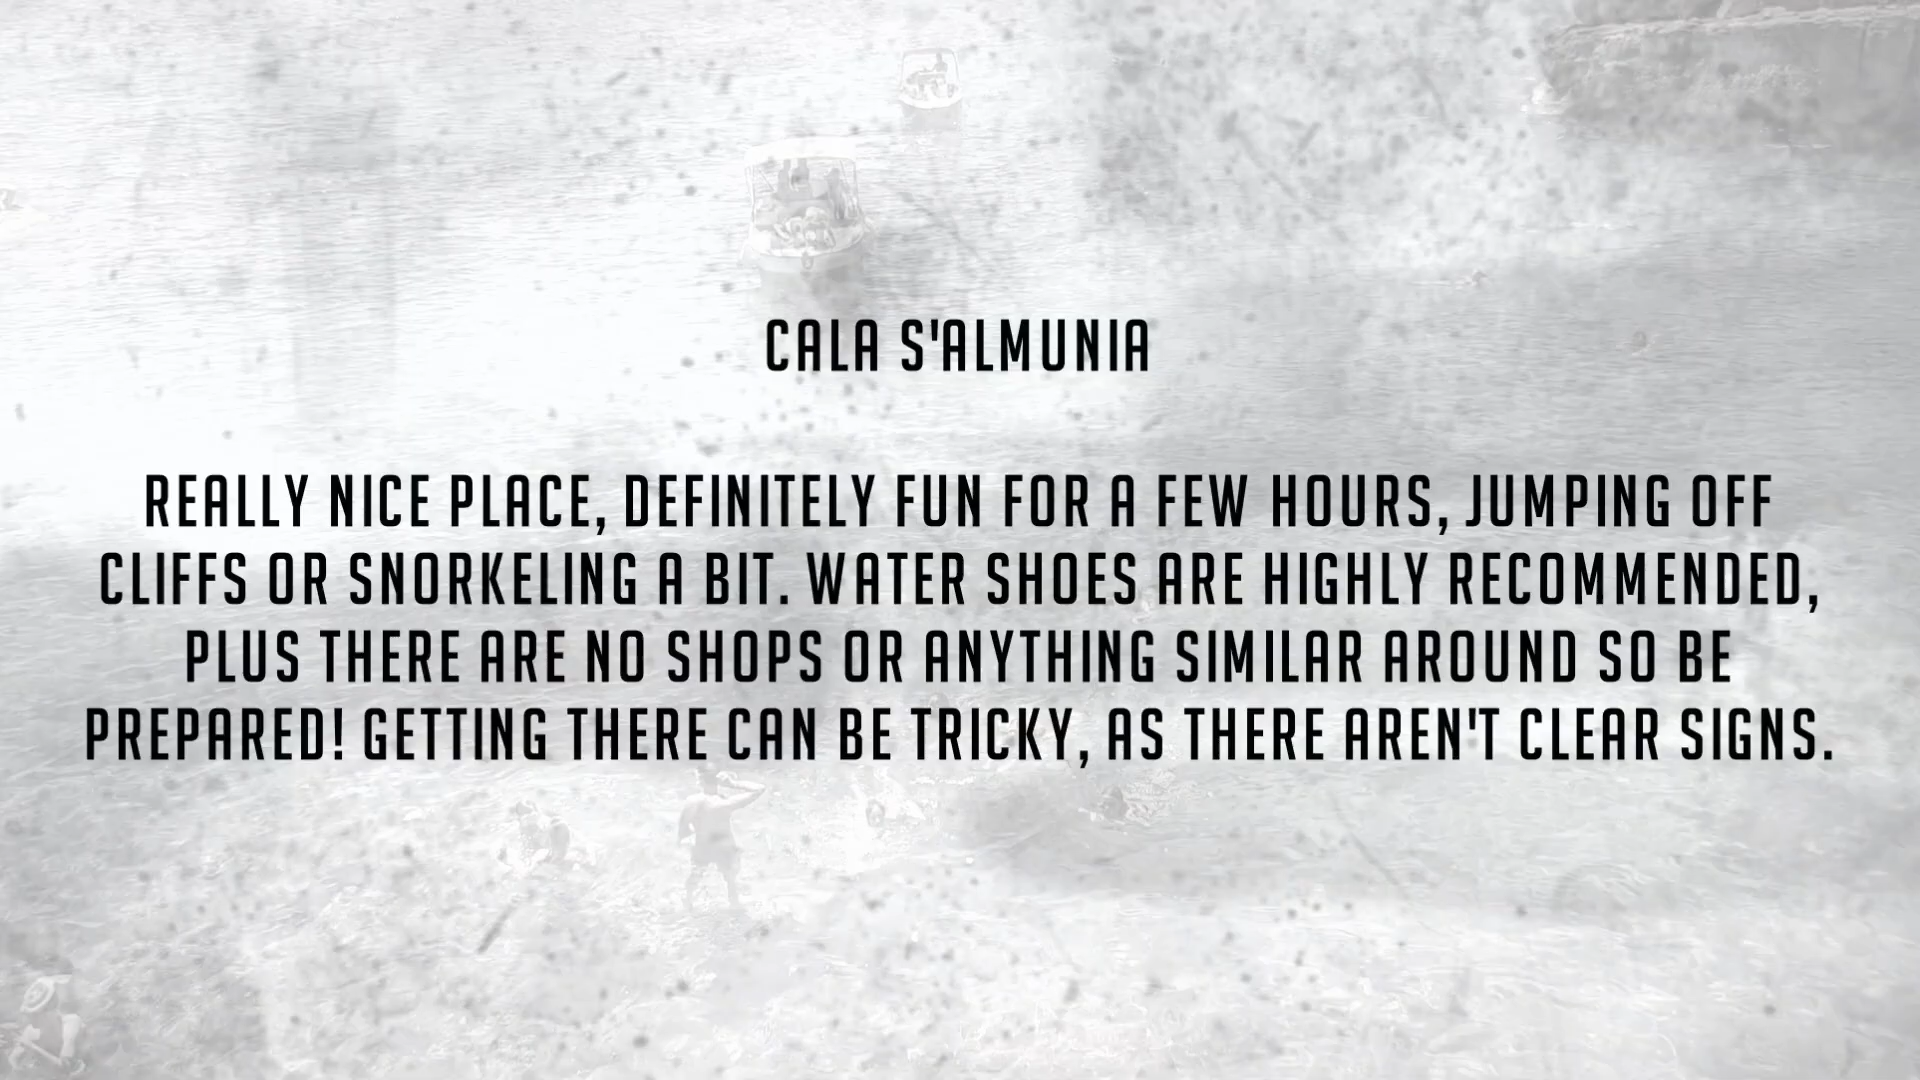 CALA S'ALMUNIA
REALLY NICE PLACE, DEFINITELY FUN FOR A FEW HOURS, JUMPING OFF
CLIFFS OR SNORKELING A BIT. WATER SHOES ARE HIGHLY RECOMMENDED,
PLUS THERE ARE NO SHOPS OR ANYTHING SIMILAR AROUND SO BE
PREPARED! GETTING THERE CAN BE TRICKY, AS THERE AREN'T CLEAR SIGNS.